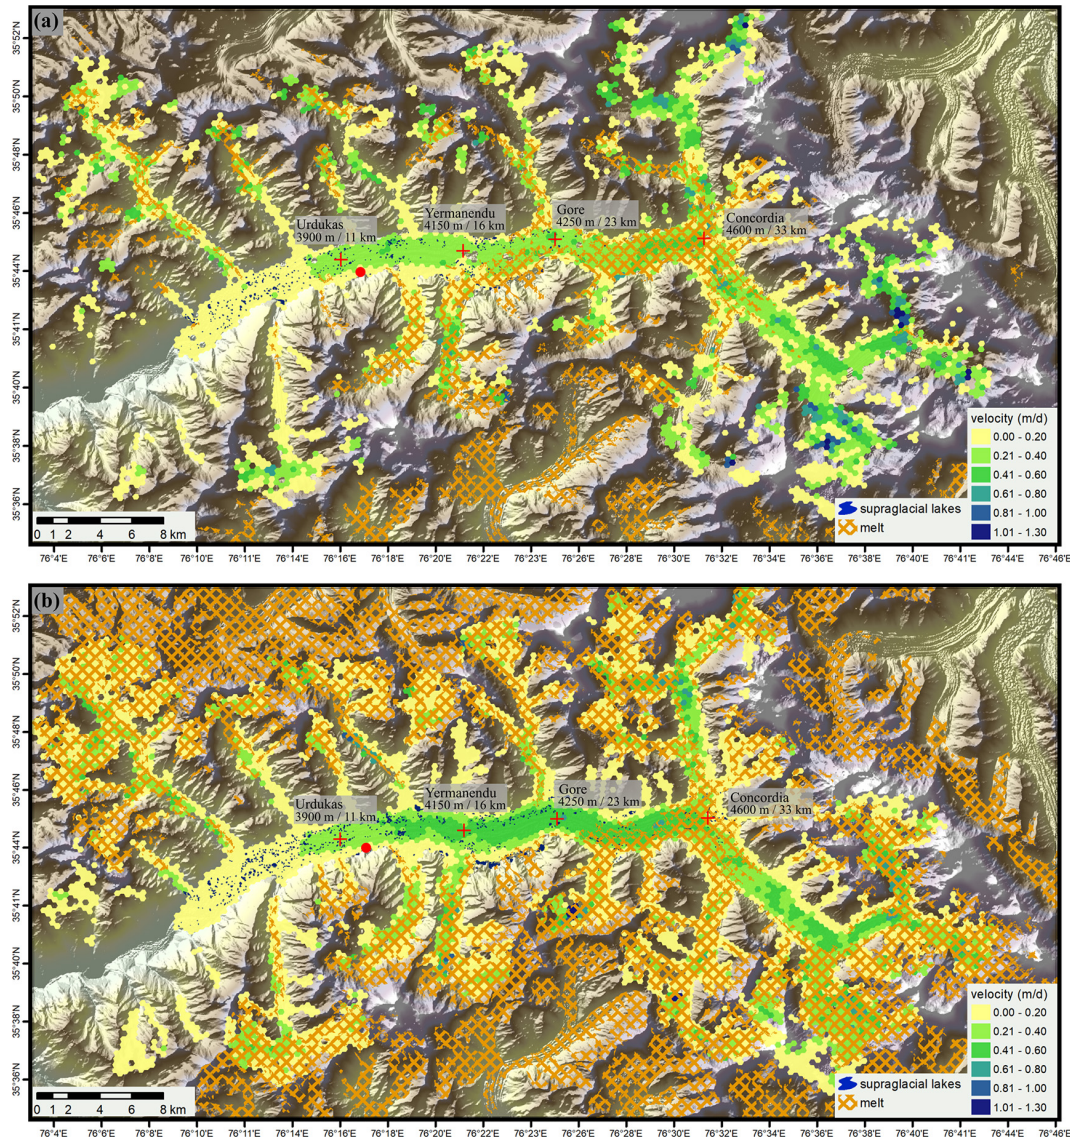 (a)
35°52'N
35°50'N
35°48'N
35°46'N
35°44'N
35°41'N
35°40'N
35°38'N
35°36'N
Urdukas
3900 m / 11 km
Yermanendu
4150 m / 16 km
Gore
4250 m / 23 km
Concordia
4600 m / 33 km
velocity (m/d)
0.00 - 0.20
0.21 - 0.40
0.41 - 0.60
0.61 - 0.80
0.81 - 1.00
1.01 - 1.30
supraglacial lakes
melt
0 1 2 4 6 8 km
76°4'E 76°6'E 76°8'E 76°10'E 76°12'E 76°14'E 76°16'E 76°18'E 76°20'E 76°22'E 76°24'E 76°26'E 76°28'E 76°30'E 76°32'E 76°34'E 76°36'E 76°38'E 76°40'E 76°42'E 76°44'E 76°46'E
(b)
35°52'N
35°50'N
35°48'N
35°46'N
35°44'N
35°41'N
35°40'N
35°38'N
35°36'N
Urdukas
3900 m / 11 km
Yermanendu
4150 m / 16 km
Gore
4250 m / 23 km
Concordia
4600 m / 33 km
velocity (m/d)
0.00 - 0.20
0.21 - 0.40
0.41 - 0.60
0.61 - 0.80
0.81 - 1.00
1.01 - 1.30
supraglacial lakes
melt
0 1 2 4 6 8 km
76°4'E 76°6'E 76°8'E 76°10'E 76°11'E 76°14'E 76°16'E 76°18'E 76°20'E 76°22'E 76°24'E 76°26'E 76°28'E 76°30'E 76°31'E 76°34'E 76°36'E 76°38'E 76°40'E 76°41'E 76°44'E 76°46'E